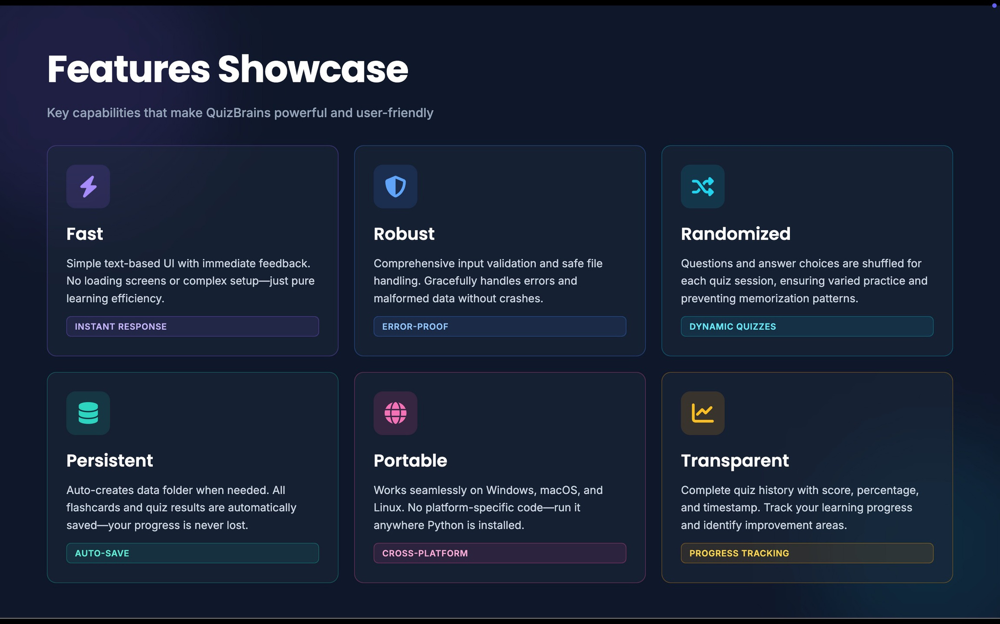 Features Showcase
Key capabilities that make QuizBrains powerful and user-friendly
Fast
Simple text-based UI with immediate feedback.
No loading screens or complex setup—just pure
learning efficiency.
INSTANT RESPONSE
Robust
Comprehensive input validation and safe file
handling. Gracefully handles errors and
malformed data without crashes.
ERROR-PROOF
Randomized
Questions and answer choices are shuffled for
each quiz session, ensuring varied practice and
preventing memorization patterns.
DYNAMIC QUIZZES
Persistent
Auto-creates data folder when needed. All
flashcards and quiz results are automatically
saved—your progress is never lost.
AUTO-SAVE
Portable
Works seamlessly on Windows, macOS, and
Linux. No platform-specific code—run it
anywhere Python is installed.
CROSS-PLATFORM
Transparent
Complete quiz history with score, percentage,
and timestamp. Track your learning progress
and identify improvement areas.
PROGRESS TRACKING